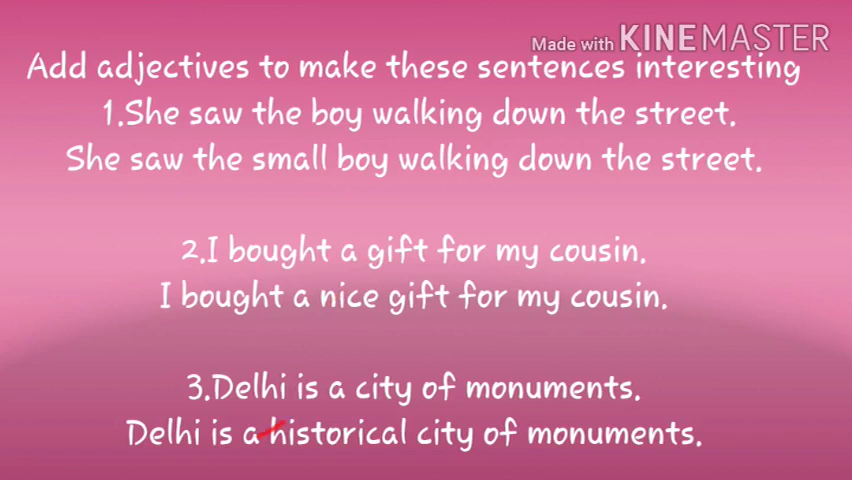 Made with KINEMASTER
Add adjectives to make these sentences interesting
1.She saw the boy walking down the street.
She saw the small boy walking down the street.
2.I bought a gift for my cousin.
I bought a nice gift for my cousin.
3.Delhi is a city of monuments.
Delhi is a historical city of monuments.